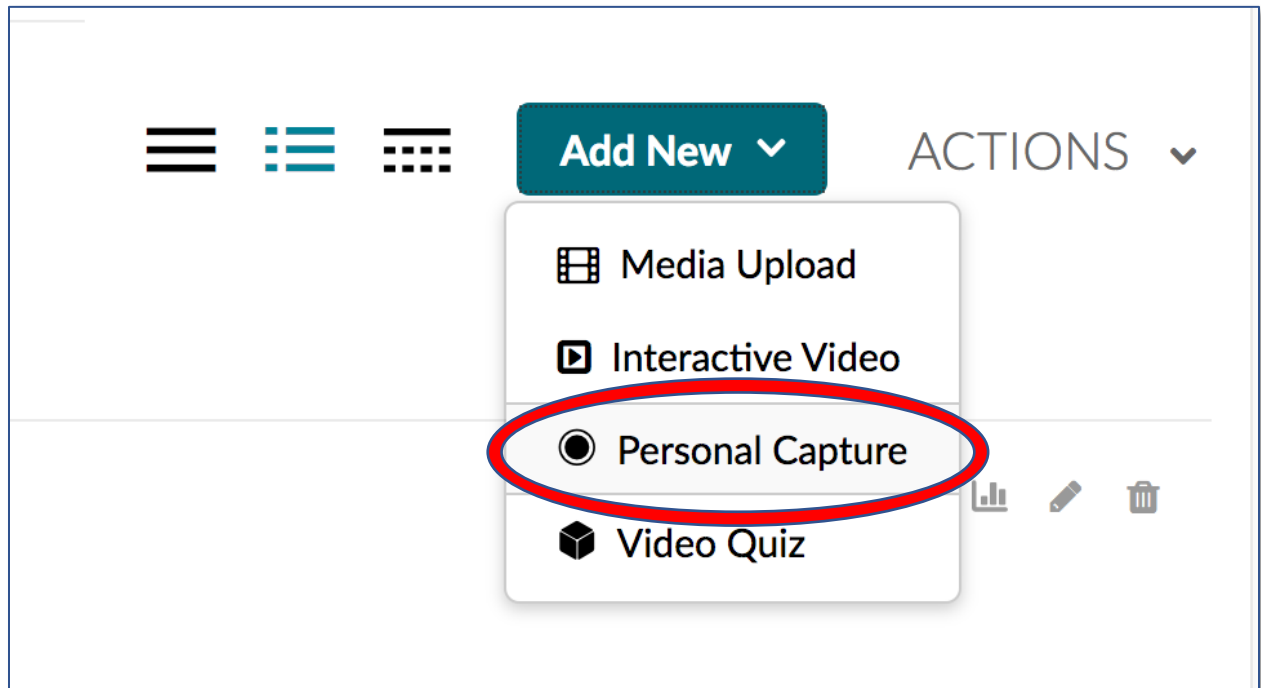 Add New
ACTIONS
Media Upload
Interactive Video
Personal Capture
Video Quiz